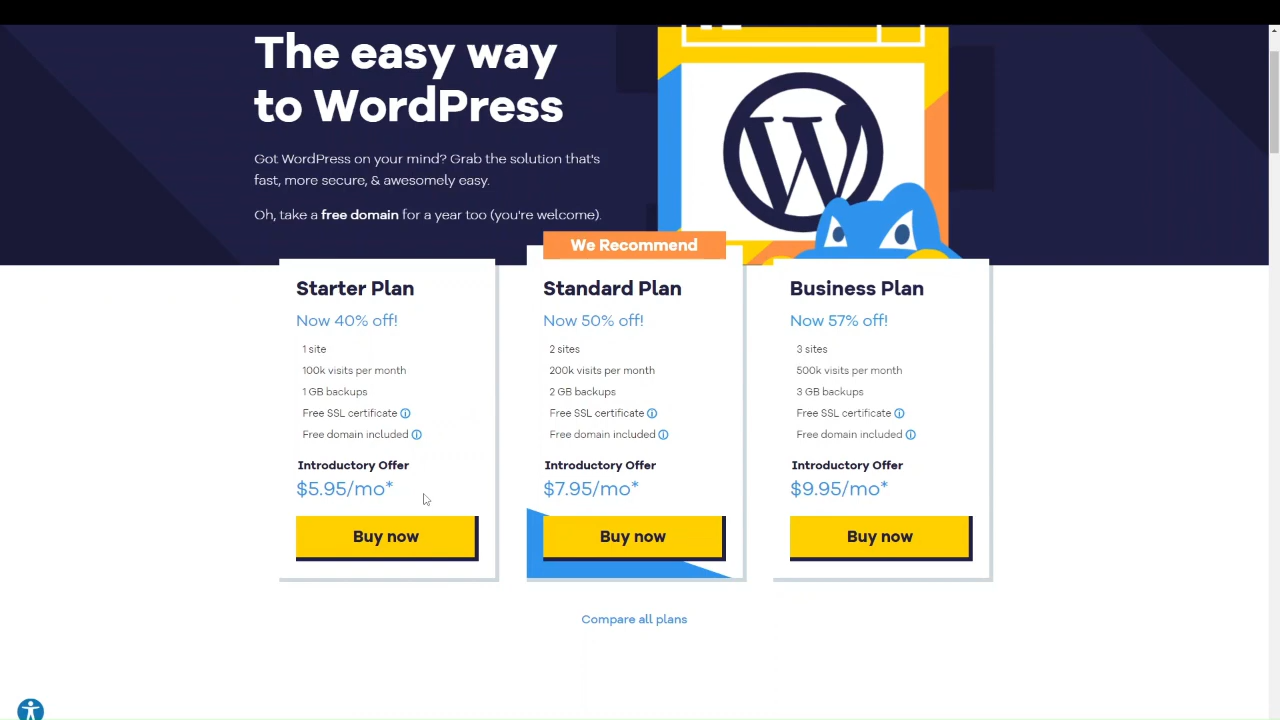 The easy way
to WordPress
Got WordPress on your mind? Grab the solution that's
fast, more secure, & awesomely easy.
Oh, take a free domain for a year too (you're welcome).
We Recommend
Starter Plan
Now 40% off!
1 site
100k visits per month
1 GB backups
Free SSL certificate
Free domain included
Introductory Offer
$5.95/mo*
Buy now
Standard Plan
Now 50% off!
2 sites
200k visits per month
2 GB backups
Free SSL certificate
Free domain included
Introductory Offer
$7.95/mo*
Buy now
Business Plan
Now 57% off!
3 sites
500k visits per month
3 GB backups
Free SSL certificate
Free domain included
Introductory Offer
$9.95/mo*
Buy now
Compare all plans